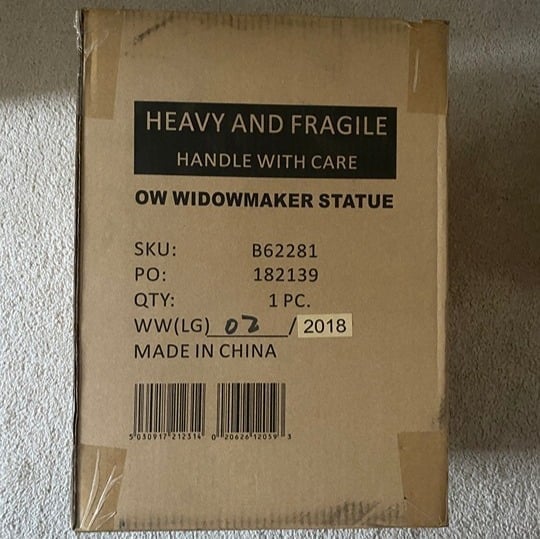 HEAVY AND FRAGILE
HANDLE WITH CARE
OW WIDOWMAKER STATUE
SKU: B62281
PO: 182139
QTY: 1 PC.
WW(LG) 02 / 2018
MADE IN CHINA
5 030917 212314 0 20626 12059 3